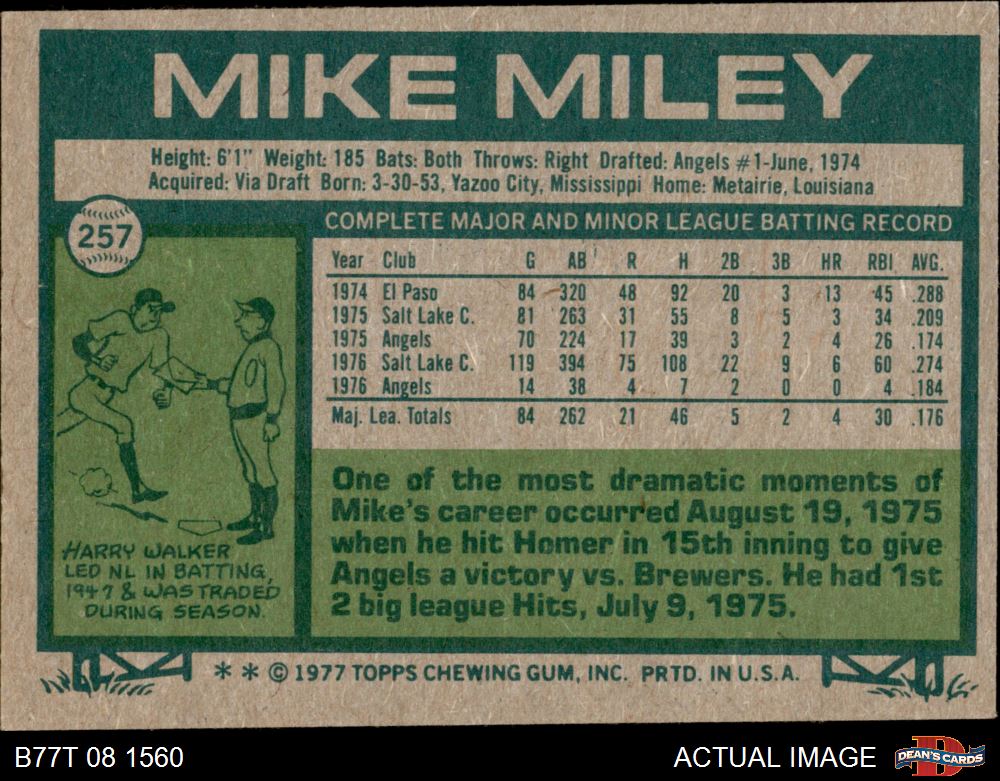 MIKE MILEY
Height: 6'1" Weight: 185 Bats: Both Throws: Right Drafted: Angels #1-June, 1974
Acquired: Via Draft Born: 3-30-53, Yazoo City, Mississippi Home: Metairie, Louisiana
257
COMPLETE MAJOR AND MINOR LEAGUE BATTING RECORD
Year Club G AB R H 2B 3B HR RBI AVG.
1974 El Paso 84 320 48 92 20 3 13 45 .288
1975 Salt Lake C. 81 263 31 55 8 5 3 34 .209
1975 Angels 70 224 17 39 3 2 4 26 .174
1976 Salt Lake C. 119 394 75 108 22 9 6 60 .274
1976 Angels 14 38 4 7 2 0 0 4 .184
Maj. Lea. Totals 84 262 21 46 5 2 4 30 .176
HARRY WALKER
LED NL IN BATTING,
1947 & WAS TRADED
DURING SEASON.
One of the most dramatic moments of
Mike's career occurred August 19, 1975
when he hit Homer in 15th inning to give
Angels a victory vs. Brewers. He had 1st
2 big league Hits, July 9, 1975.
* * © 1977 TOPPS CHEWING GUM, INC. PRTD. IN U.S.A.
B77T 08 1560
ACTUAL IMAGE
D
DEAN'S CARDS